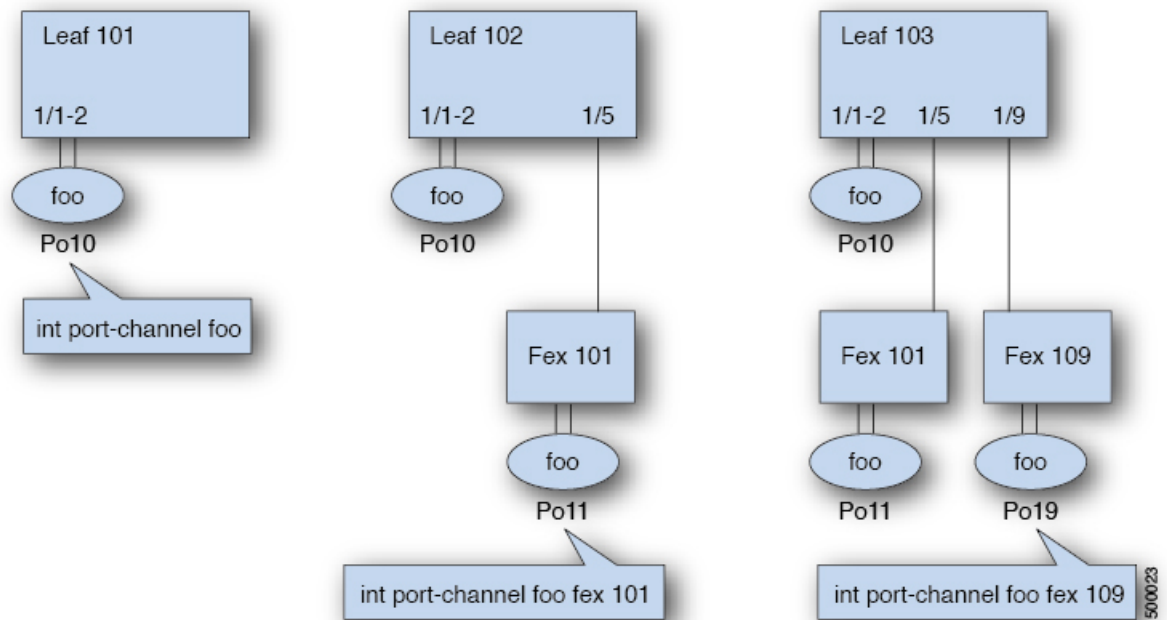 Leaf 101
1/1-2
foo
Po10
int port-channel foo
Leaf 102
1/1-2 1/5
foo
Po10
Fex 101
foo
Po11
int port-channel foo fex 101
Leaf 103
1/1-2 1/5 1/9
foo
Po10
Fex 101
Fex 109
foo
foo
Po11
Po19
int port-channel foo fex 109
500023